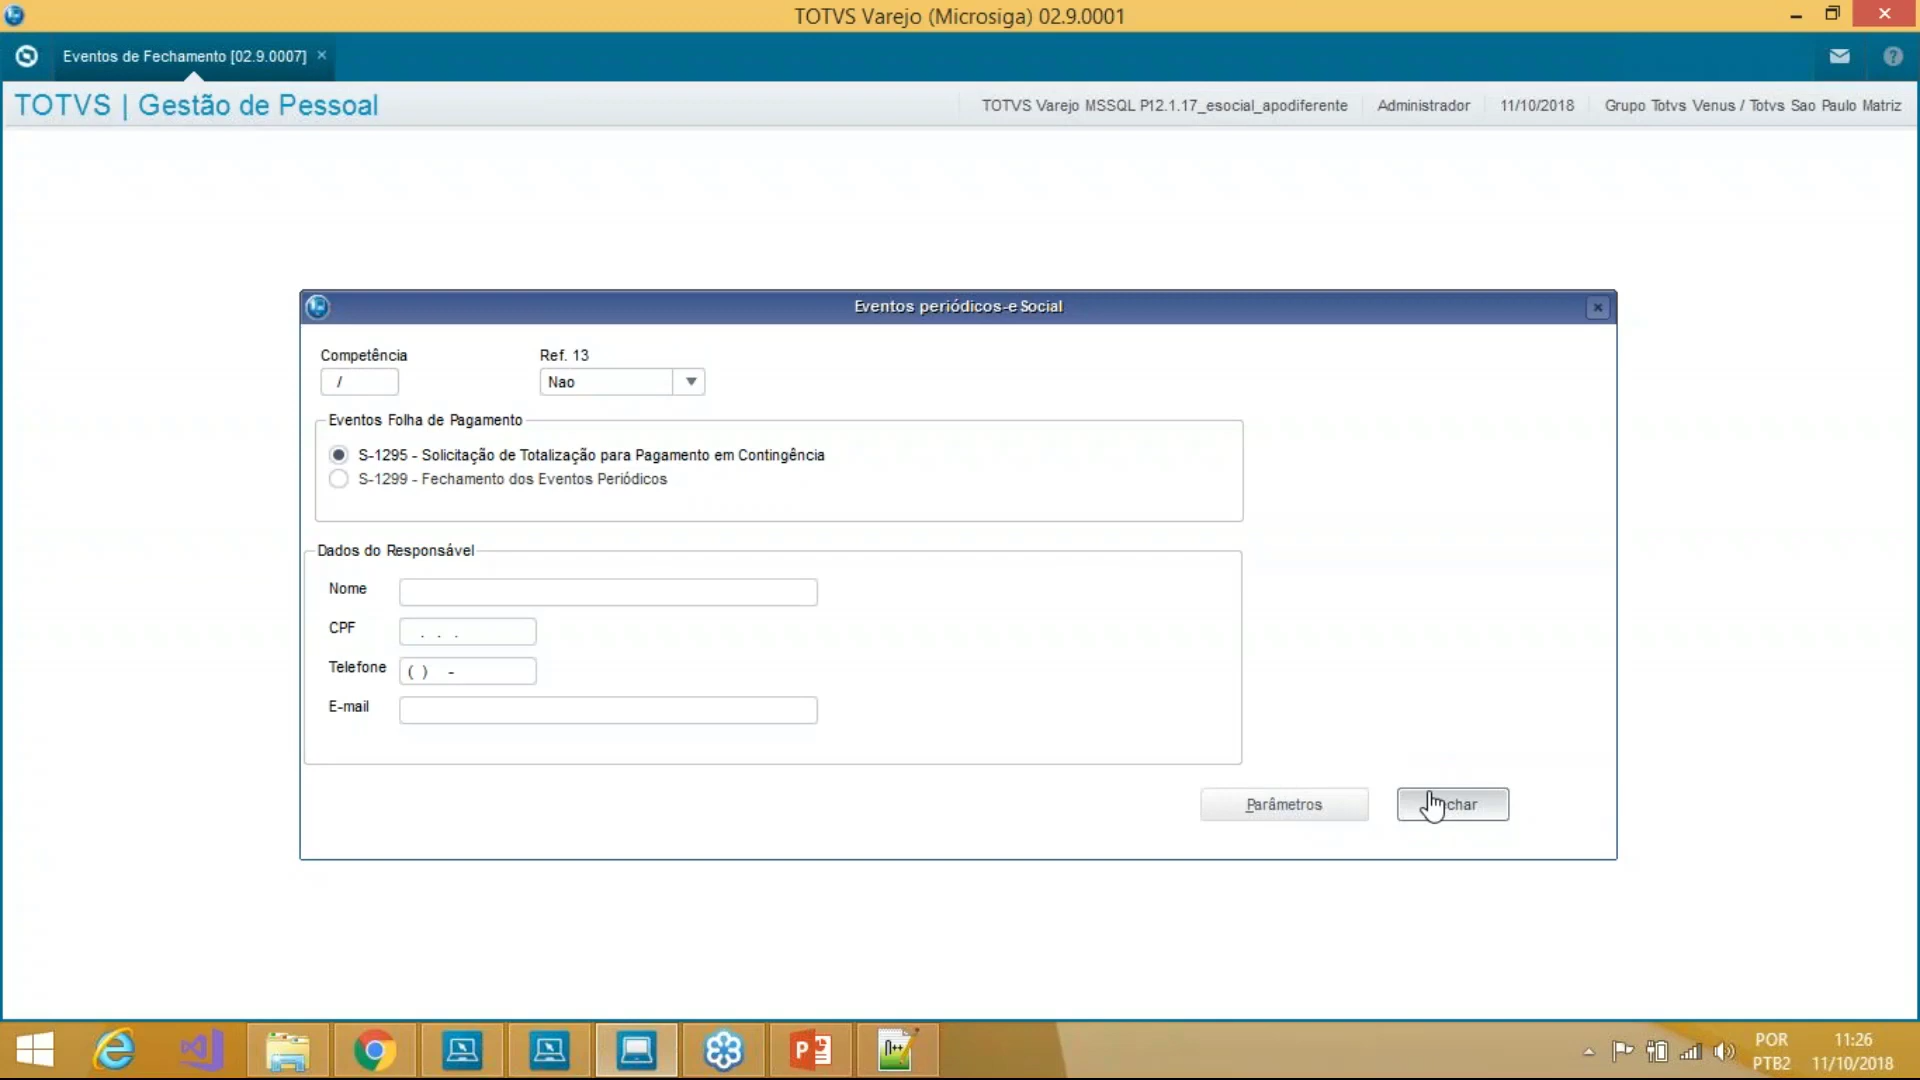 TOTVS Varejo (Microsiga) 02.9.0001
Eventos de Fechamento [02.9.0007]
TOTVS | Gestão de Pessoal
TOTVS Varejo MSSQL P12.1.17_esocial_apodiferente
Administrador
11/10/2018
Grupo Totvs Venus / Totvs Sao Paulo Matriz
Eventos periódicos-eSocial
Competência
Ref. 13
/
Nao
Eventos Folha de Pagamento
S-1295 - Solicitação de Totalização para Pagamento em Contingência
S-1299 - Fechamento dos Eventos Periódicos
Dados do Responsável
Nome
CPF
. . .
Telefone
( ) -
E-mail
Parâmetros
POR
11:26
PTB2
11/10/2018